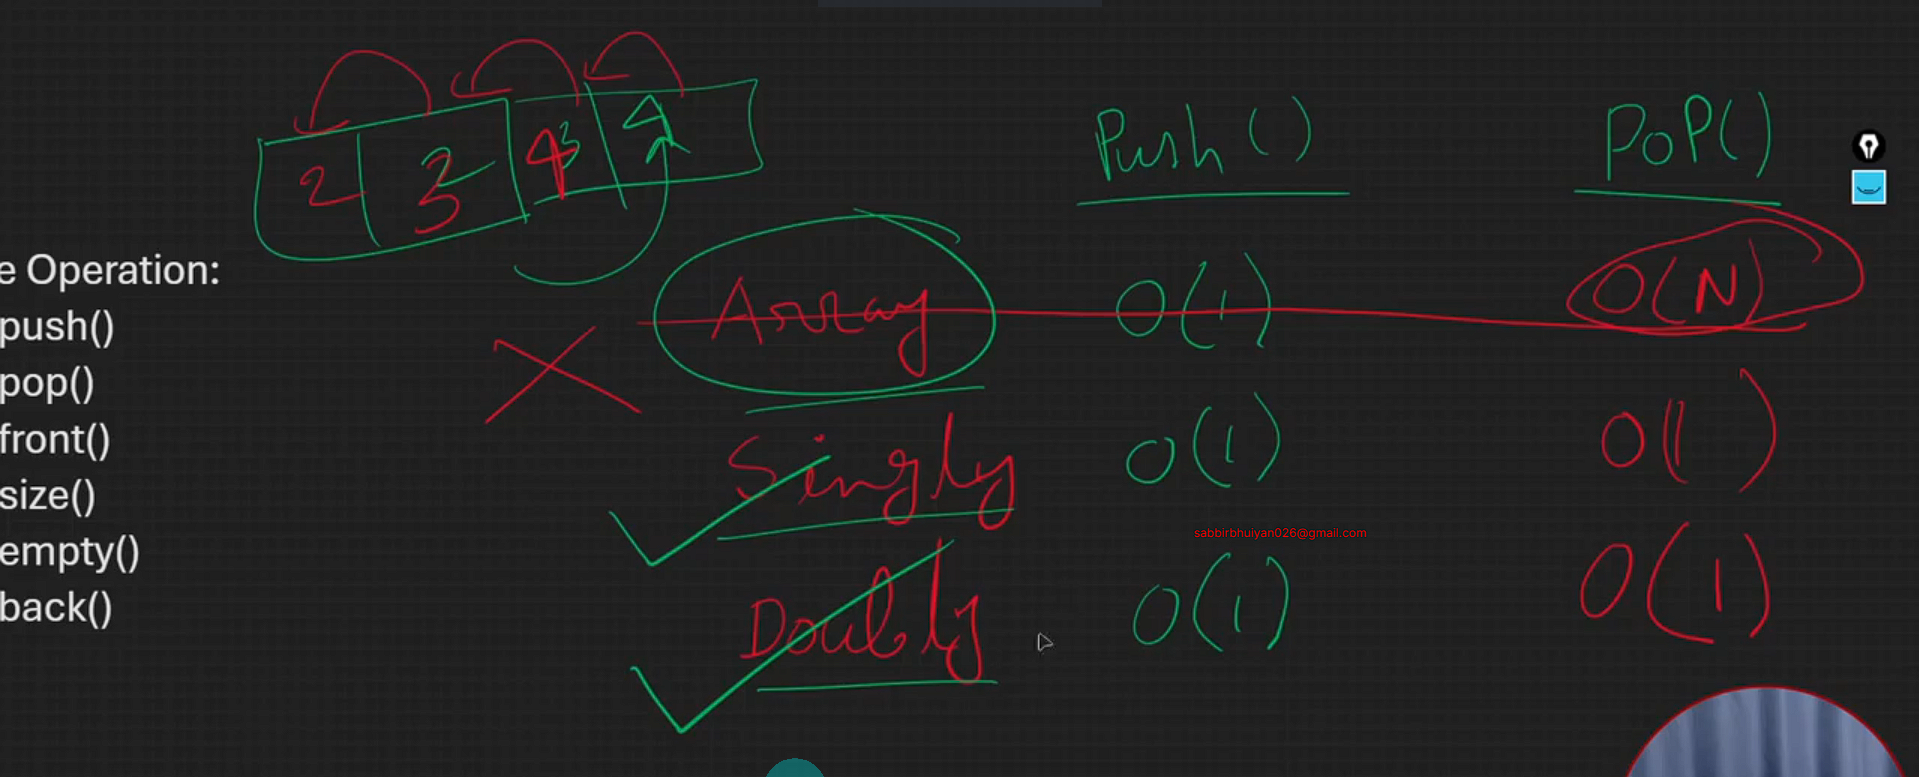 2 3 4
Push() POP()
e Operation:
push()
pop()
front()
size()
empty()
back()
Array O(1) O(N)
Singly O(1) O(1)
sabbirbhuiyan026@gmail.com
Doubly O(1) O(1)